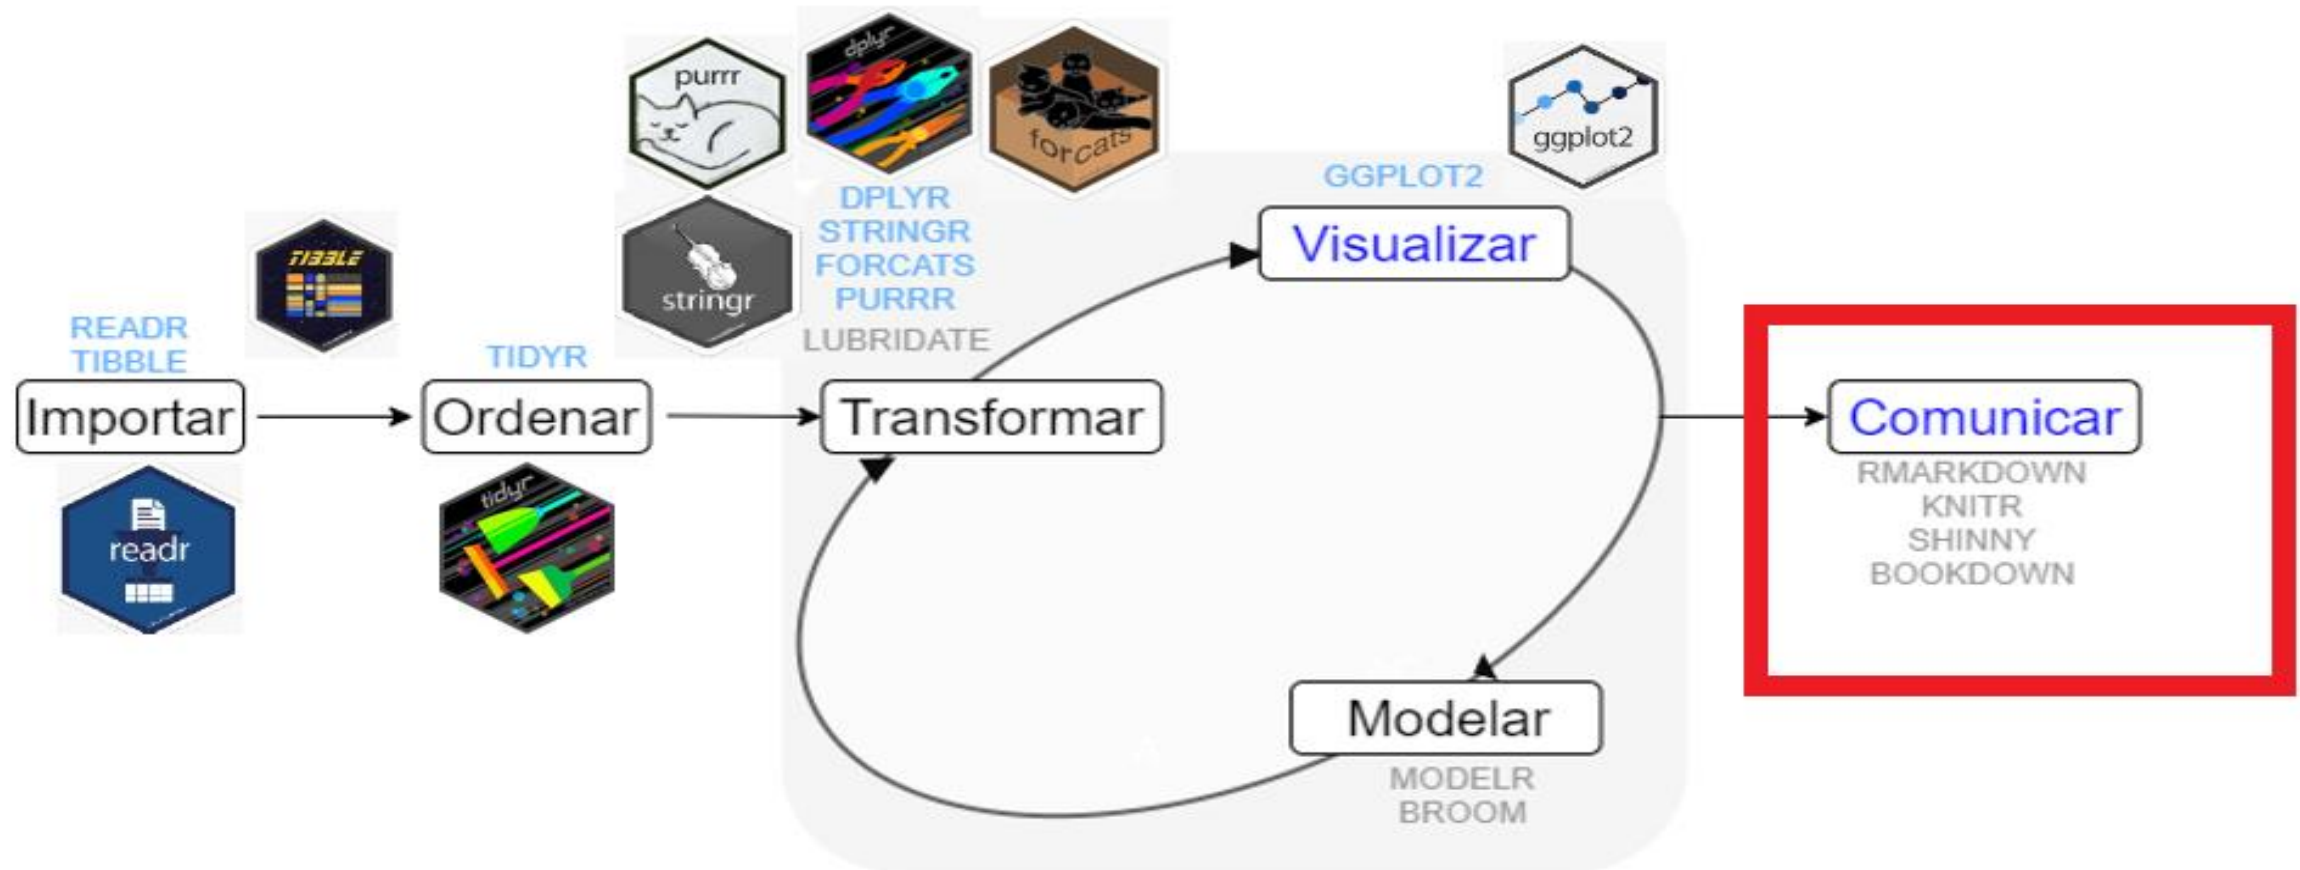 purrr
dplyr
forcats
ggplot2
TIBBLE
stringr
DPLYR
STRINGR
FORCATS
PURRR
LUBRIDATE
GGPLOT2
Visualizar
READR
TIBBLE
Importar
TIDYR
Ordenar
Transformar
Comunicar
RMARKDOWN
KNITR
SHINNY
BOOKDOWN
readr
tidyr
Modelar
MODELR
BROOM